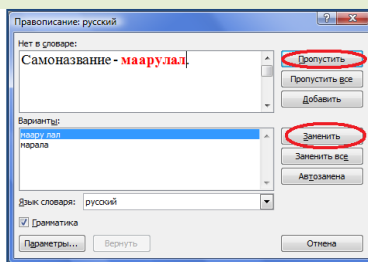 Правописание: русский
Нет в словаре:
Самоназвание - маарулал.
Пропустить
Пропустить все
Добавить
Варианты:
маару лал
марала
Заменить
Заменить все
Автозамена
Язык словаря: русский
Грамматика
Параметры... Вернуть Отмена